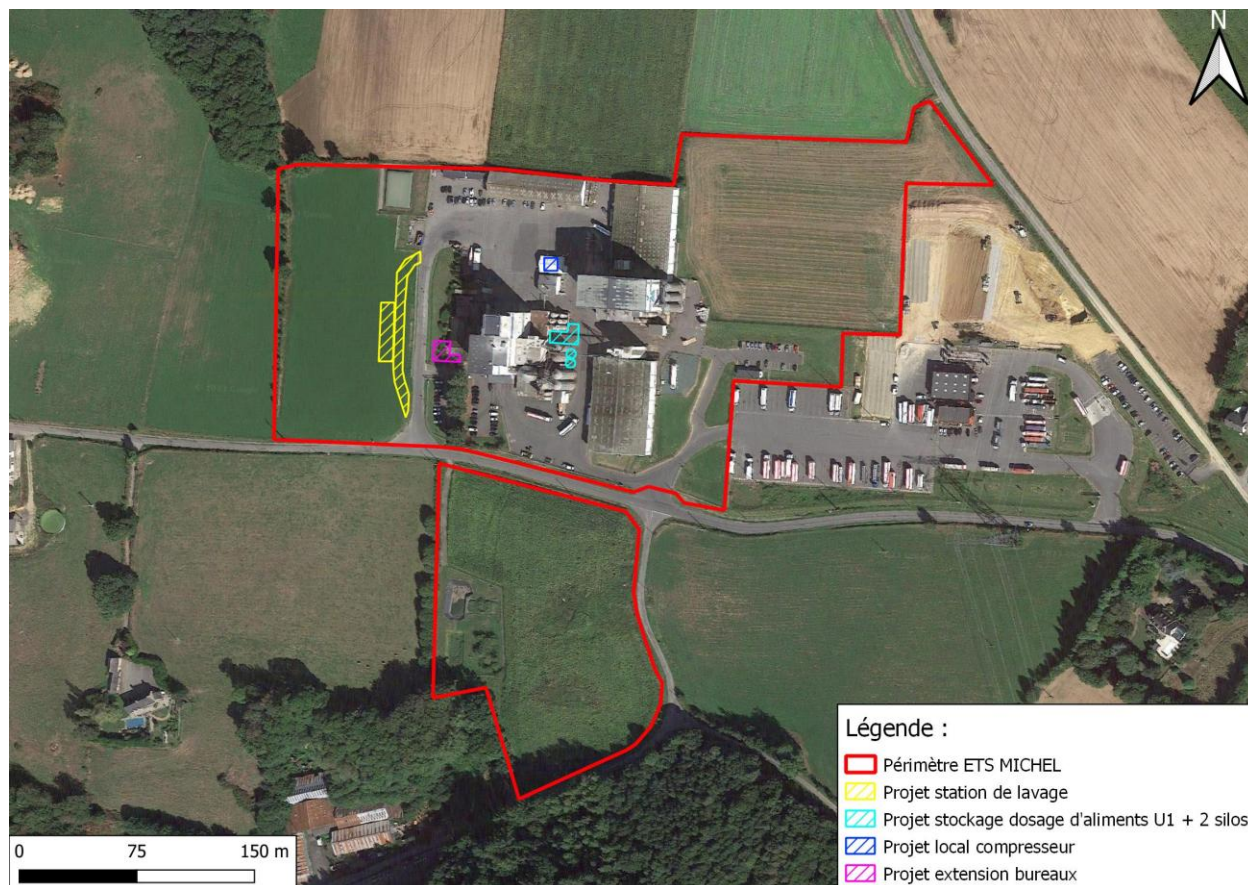 N
Légende :
Périmètre ETS MICHEL
Projet station de lavage
Projet stockage dosage d'aliments U1 + 2 silos
Projet local compresseur
Projet extension bureaux
0 75 150 m